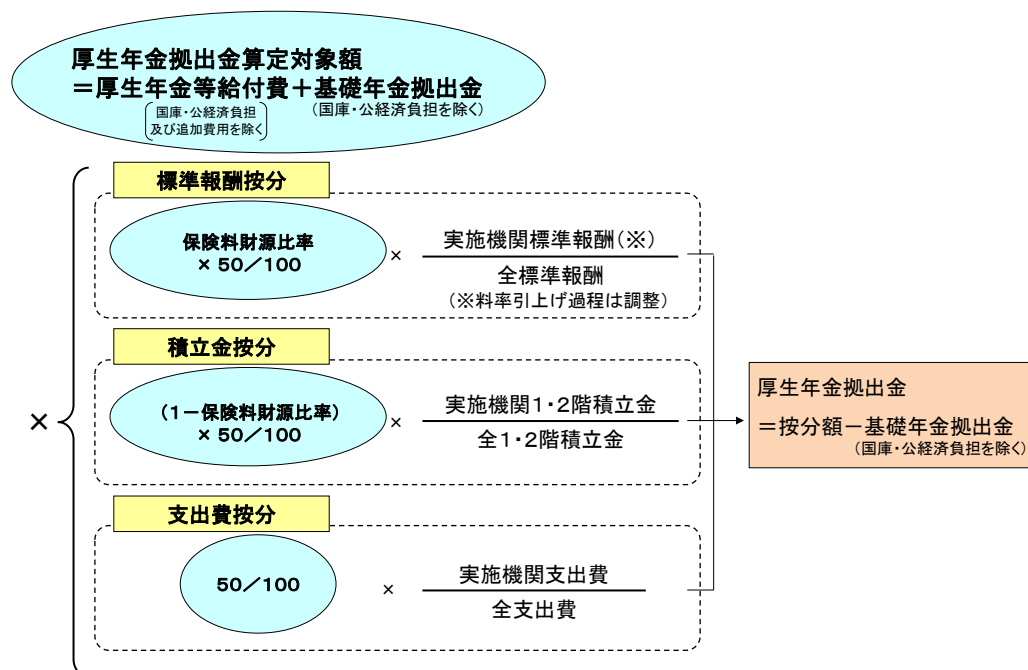 厚生年金拠出金算定対象額
＝厚生年金等給付費＋基礎年金拠出金
国庫・公経済負担
及び追加費用を除く
(国庫・公経済負担を除く)
×
標準報酬按分
保険料財源比率
× 50／100
×
実施機関標準報酬(※)
全標準報酬
(※料率引上げ過程は調整)
積立金按分
(1－保険料財源比率)
× 50／100
×
実施機関1・2階積立金
全1・2階積立金
支出費按分
50／100
×
実施機関支出費
全支出費
厚生年金拠出金
＝按分額－基礎年金拠出金
(国庫・公経済負担を除く)